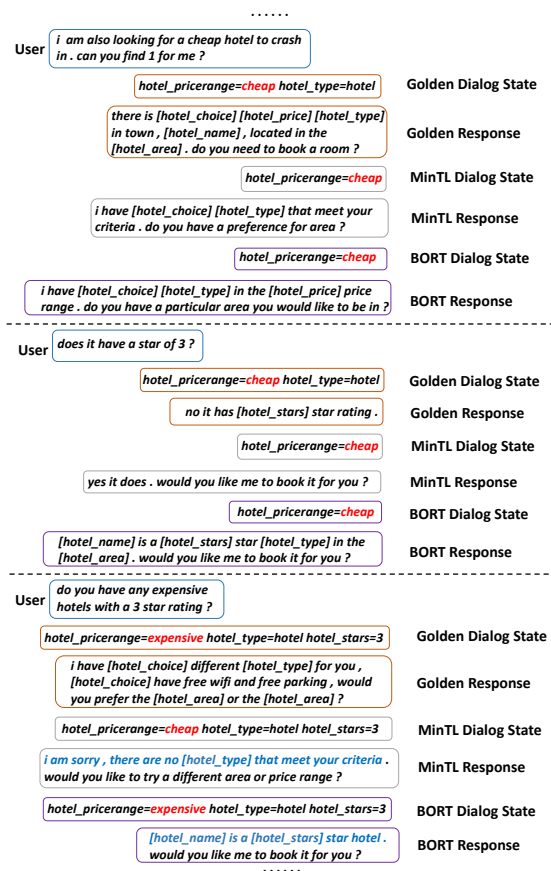 ......
User
i am also looking for a cheap hotel to crash
in . can you find 1 for me ?
hotel_pricerange=cheap hotel_type=hotel
Golden Dialog State
there is [hotel_choice] [hotel_price] [hotel_type]
in town , [hotel_name] , located in the
[hotel_area] . do you need to book a room ?
Golden Response
hotel_pricerange=cheap
MinTL Dialog State
i have [hotel_choice] [hotel_type] that meet your
criteria . do you have a preference for area ?
MinTL Response
hotel_pricerange=cheap
BORT Dialog State
i have [hotel_choice] [hotel_type] in the [hotel_price] price
range . do you have a particular area you would like to be in ?
BORT Response
User
does it have a star of 3 ?
hotel_pricerange=cheap hotel_type=hotel
Golden Dialog State
no it has [hotel_stars] star rating .
Golden Response
hotel_pricerange=cheap
MinTL Dialog State
yes it does . would you like me to book it for you ?
MinTL Response
hotel_pricerange=cheap
BORT Dialog State
[hotel_name] is a [hotel_stars] star [hotel_type] in the
[hotel_area] . would you like me to book it for you ?
BORT Response
User
do you have any expensive
hotels with a 3 star rating ?
hotel_pricerange=expensive hotel_type=hotel hotel_stars=3
Golden Dialog State
i have [hotel_choice] different [hotel_type] for you ,
[hotel_choice] have free wifi and free parking , would
you prefer the [hotel_area] or the [hotel_area] ?
Golden Response
hotel_pricerange=cheap hotel_type=hotel hotel_stars=3
MinTL Dialog State
i am sorry , there are no [hotel_type] that meet your criteria .
would you like to try a different area or price range ?
MinTL Response
hotel_pricerange=expensive hotel_type=hotel hotel_stars=3
BORT Dialog State
[hotel_name] is a [hotel_stars] star hotel .
would you like me to book it for you ?
BORT Response
......